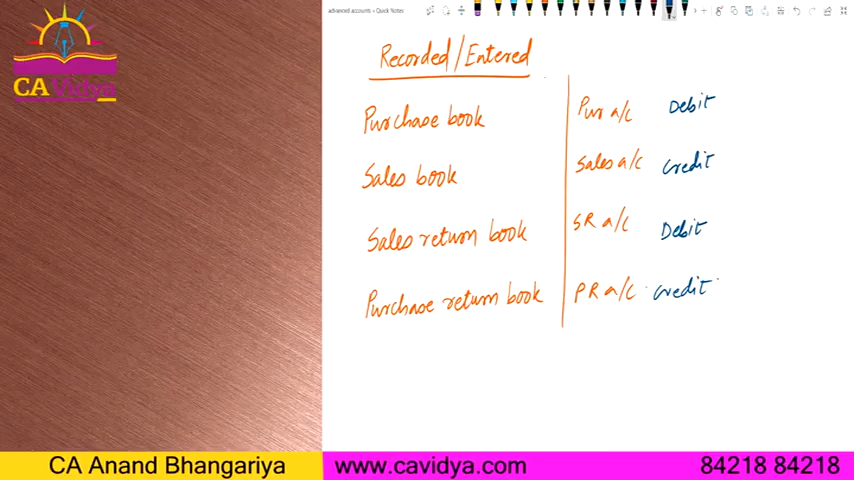 advanced accounts » Quick Notes
CA Vidya
Recorded/Entered
Purchase book Pur a/c Debit
Sales book Sales a/c credit
Sales return book SR a/c Debit
Purchase return book PR a/c credit
CA Anand Bhangariya www.cavidya.com 84218 84218